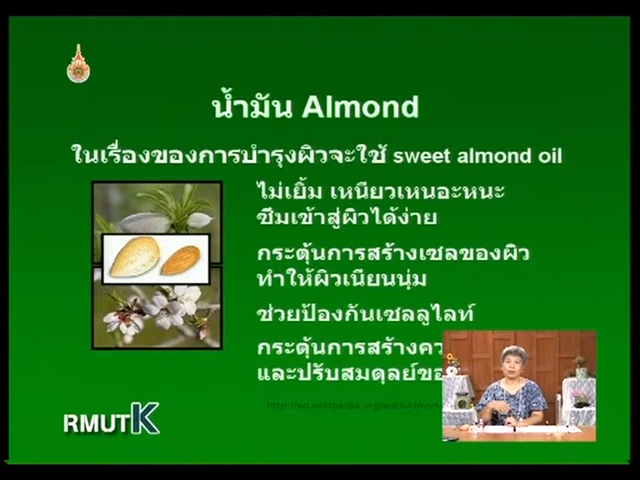 น้ำมัน Almond
ในเรื่องของการบำรุงผิวจะใช้ sweet almond oil
ไม่เยิ้ม เหนียวเหนอะหนะ
ซึมเข้าสู่ผิวได้ง่าย
กระตุ้นการสร้างเซลของผิว
ทำให้ผิวเนียนนุ่ม
ช่วยป้องกันเซลลูไลท์
กระตุ้นการสร้าง
และปรับสมดุลย์ของ
http://en.wikipedia.org/wiki/Almond
RMUTK